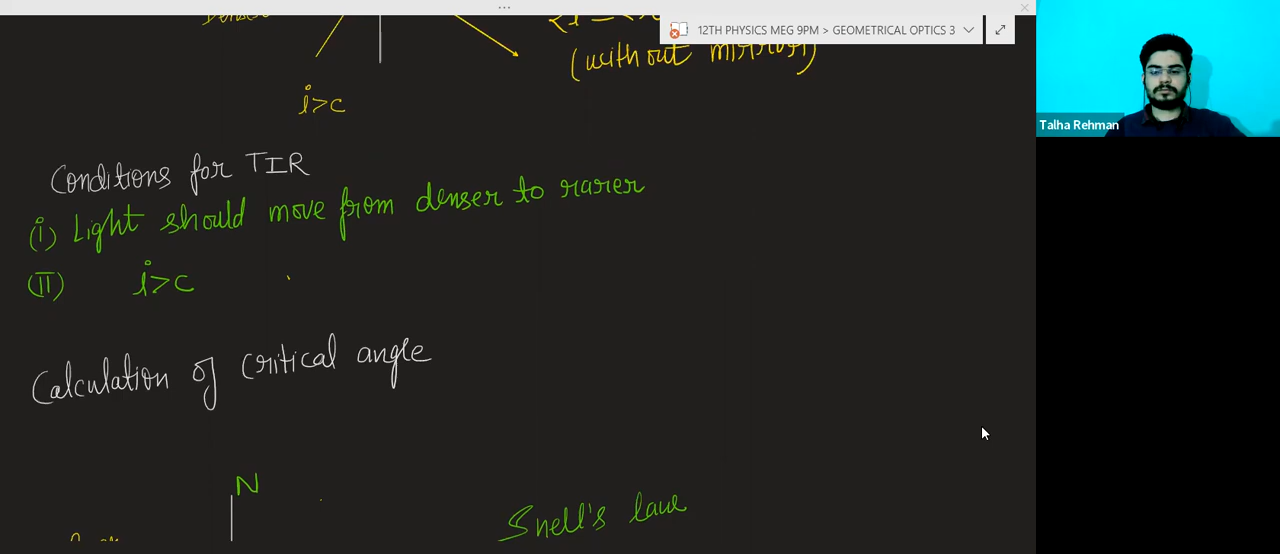 12TH PHYSICS MEG 9PM > GEOMETRICAL OPTICS 3
(without mirror)
i>c
Talha Rehman
Conditions for TIR
(i) Light should move from denser to rarer
(II) i>c
Calculation of critical angle
N
Snell's law